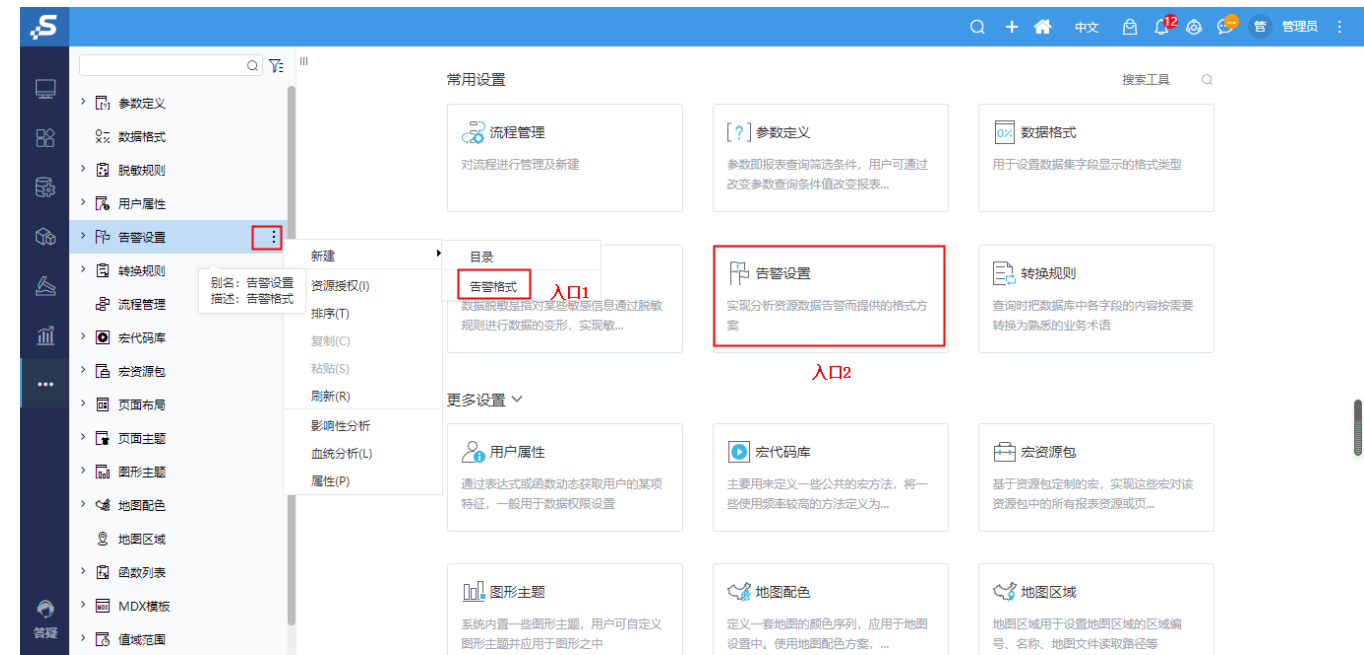 12
中文
管
管理员
参数定义
数据格式
脱敏规则
用户属性
告警设置
转换规则
流程管理
宏代码库
宏资源包
页面布局
页面主题
图形主题
地图配色
地图区域
函数列表
MDX模板
值域范围
答疑
别名：告警设置
描述：告警格式
新建
资源授权(I)
排序(T)
复制(C)
粘贴(S)
刷新(R)
影响性分析
血统分析(L)
属性(P)
目录
告警格式
入口1
常用设置
搜索工具
流程管理
对流程进行管理及新建
参数定义
参数即报表查询筛选条件，用户可通过
改变参数查询条件值改变报表...
数据格式
用于设置数据集字段显示的格式类型
数据脱敏是指对某些敏感信息通过脱敏
规则进行数据的变形，实现敏...
告警设置
实现分析资源数据告警而提供的格式方
案
入口2
转换规则
查询时把数据库中各字段的内容按需要
转换为熟悉的业务术语
更多设置
用户属性
通过表达式或函数动态获取用户的某项
特征，一般用于数据权限设置
宏代码库
主要用来定义一些公共的宏方法，将一
些使用频率较高的方法定义为...
宏资源包
基于资源包定制的宏，实现这些宏对该
资源包中的所有报表资源或页...
图形主题
系统内置一些图形主题，用户可自定义
图形主题并应用于图形之中
地图配色
定义一套地图的颜色序列，应用于地图
设置中。使用地图配色方案，...
地图区域
地图区域用于设置地图区域的区域编
号、名称、地图文件读取路径等